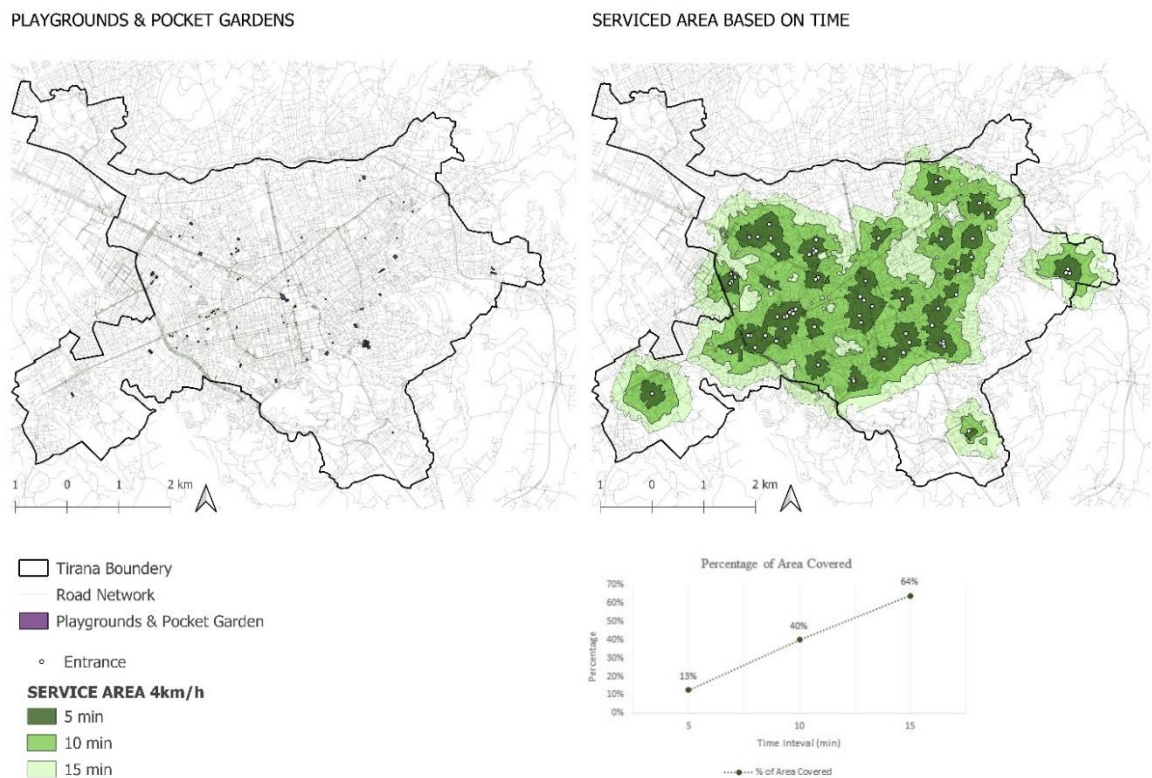 PLAYGROUNDS & POCKET GARDENS
SERVICED AREA BASED ON TIME
1 0 1 2 km
1 0 1 2 km
Tirana Boundery
Road Network
Playgrounds & Pocket Garden
Entrance
SERVICE AREA 4km/h
5 min
10 min
15 min
Percentage of Area Covered
70%
60%
50%
40%
30%
20%
10%
0%
Percentage
13%
40%
64%
5 10 15
Time Inteval (min)
% of Area Covered